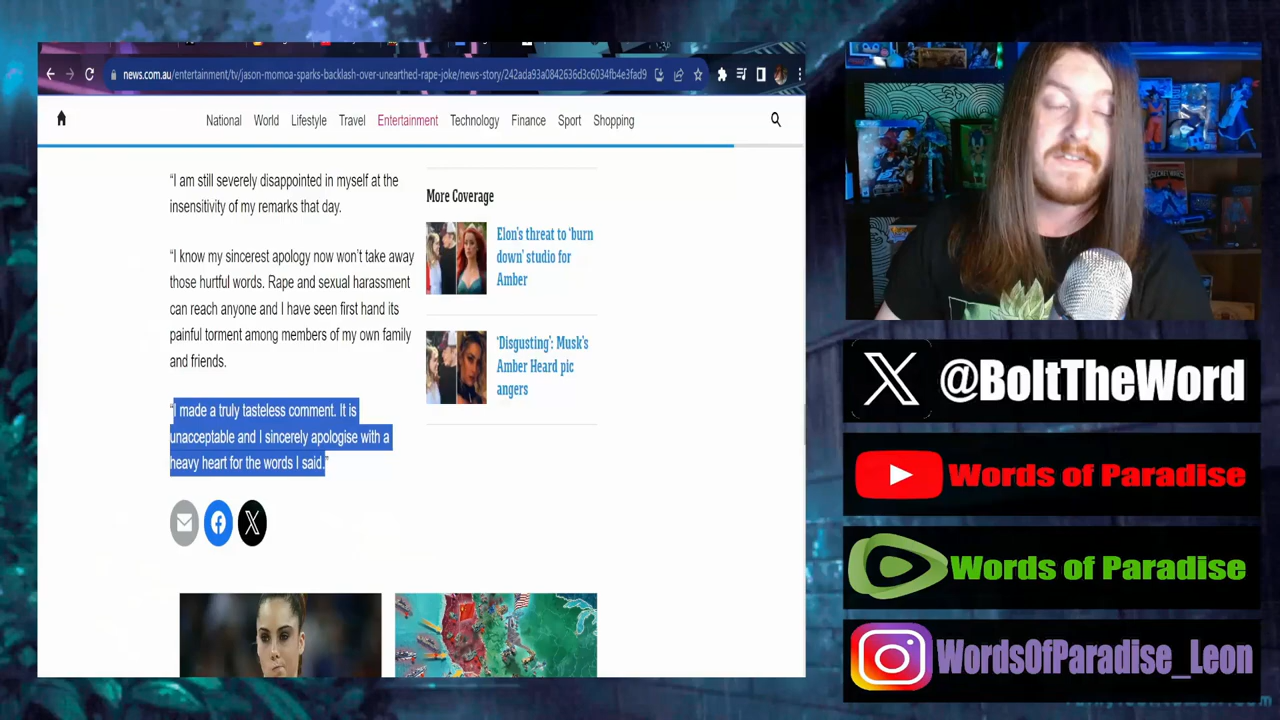 news.com.au/entertainment/tv/jason-momoa-sparks-backlash-over-unearthed-rape-joke/news-story/242ada93a0842636d3c6034fb4e3fad9
National World Lifestyle Travel Entertainment Technology Finance Sport Shopping
“I am still severely disappointed in myself at the
insensitivity of my remarks that day.
“I know my sincerest apology now won’t take away
those hurtful words. Rape and sexual harassment
can reach anyone and I have seen first hand its
painful torment among members of my own family
and friends.
“I made a truly tasteless comment. It is
unacceptable and I sincerely apologise with a
heavy heart for the words I said.”
More Coverage
Elon’s threat to ‘burn
down’ studio for
Amber
‘Disgusting’: Musk’s
Amber Heard pic
angers
@BoltTheWord
Words of Paradise
Words of Paradise
WordsOfParadise_Leon